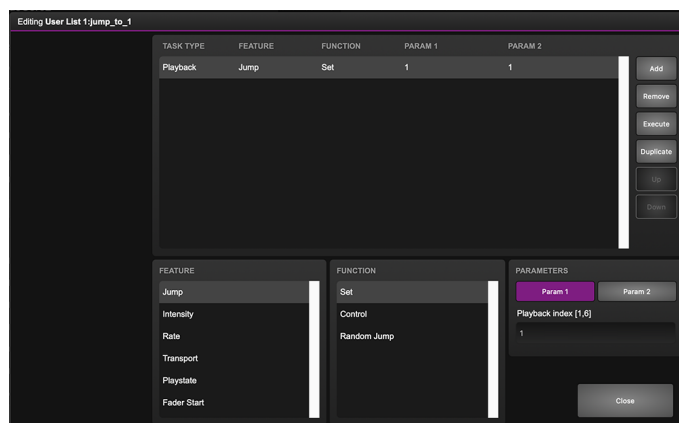 Editing User List 1:jump_to_1
TASK TYPE FEATURE FUNCTION PARAM 1 PARAM 2
Playback Jump Set 1 1
Add
Remove
Execute
Duplicate
Up
Down
FEATURE
Jump
Intensity
Rate
Transport
Playstate
Fader Start
FUNCTION
Set
Control
Random Jump
PARAMETERS
Param 1 Param 2
Playback index [1,6]
1
Close